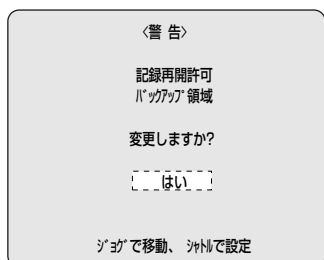 〈警 告〉
記録再開許可
ﾊﾞｯｸｱｯﾌﾟ領域
変更しますか?
はい
ｼﾞｮｸﾞで移動、 ｼｬﾄﾙで設定